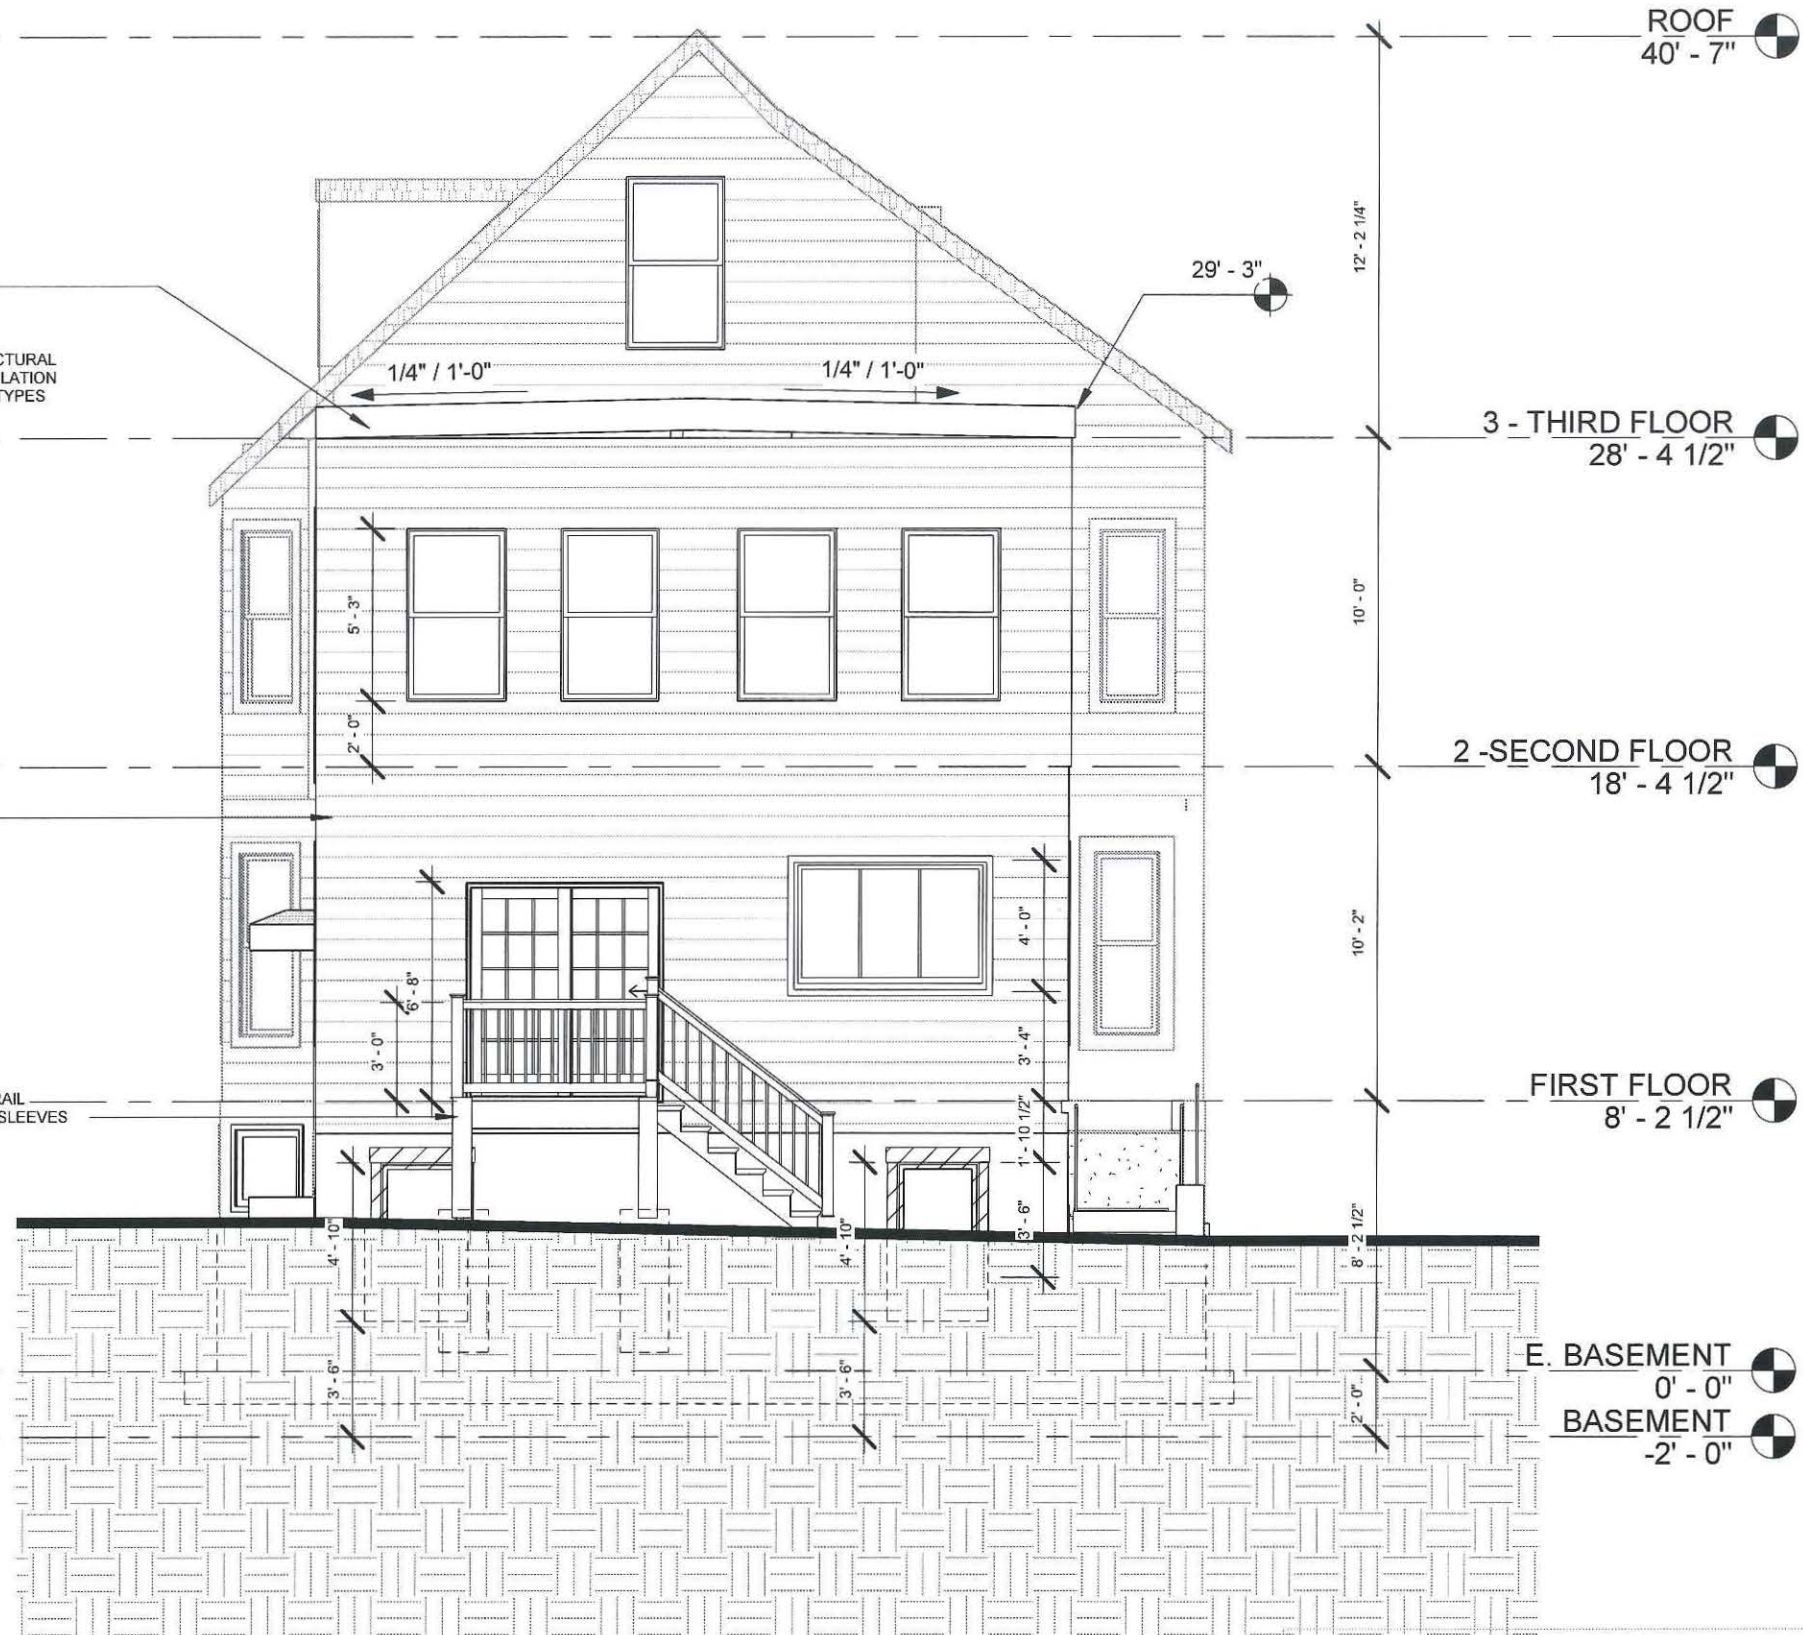 ROOF
40' - 7"
12' - 2 1/4"
29' - 3"
CTURAL
LATION
TYPES
1/4" / 1'-0"
1/4" / 1'-0"
3 - THIRD FLOOR
28' - 4 1/2"
5' - 3"
10' - 0"
2' - 0"
2 -SECOND FLOOR
18' - 4 1/2"
4' - 0"
10' - 2"
6' - 8"
3' - 0"
3' - 4"
RAIL
SLEEVES
FIRST FLOOR
8' - 2 1/2"
1' - 10 1/2"
4' - 10"
4' - 10"
3' - 6"
8' - 2 1/2"
3' - 6"
3' - 6"
E. BASEMENT
0' - 0"
2' - 0"
BASEMENT
-2' - 0"